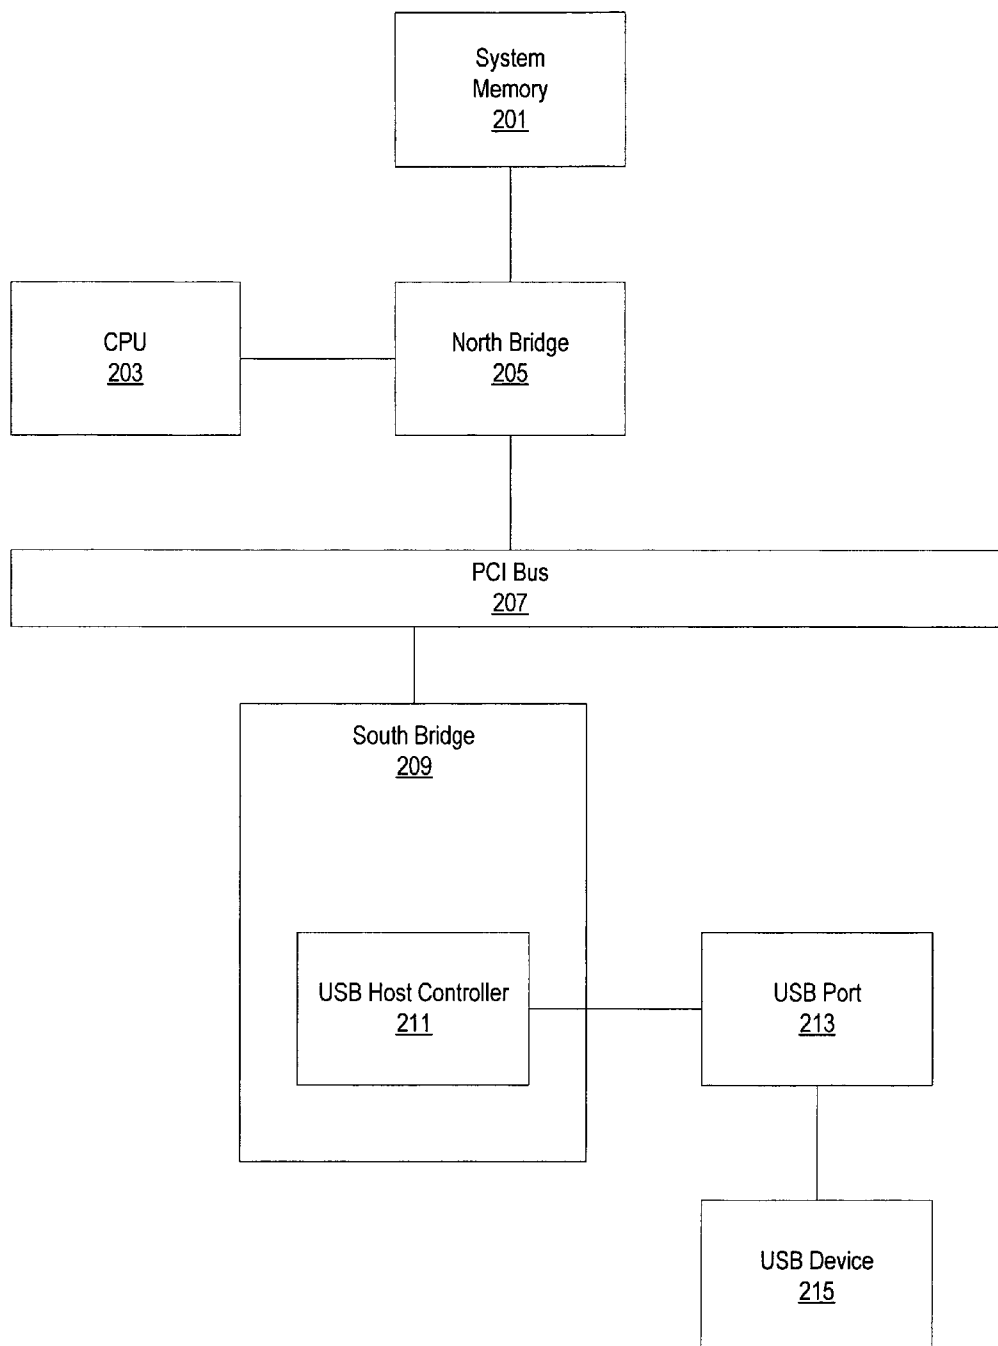 System
Memory
201
CPU
203
North Bridge
205
PCI Bus
207
South Bridge
209
USB Host Controller
211
USB Port
213
USB Device
215